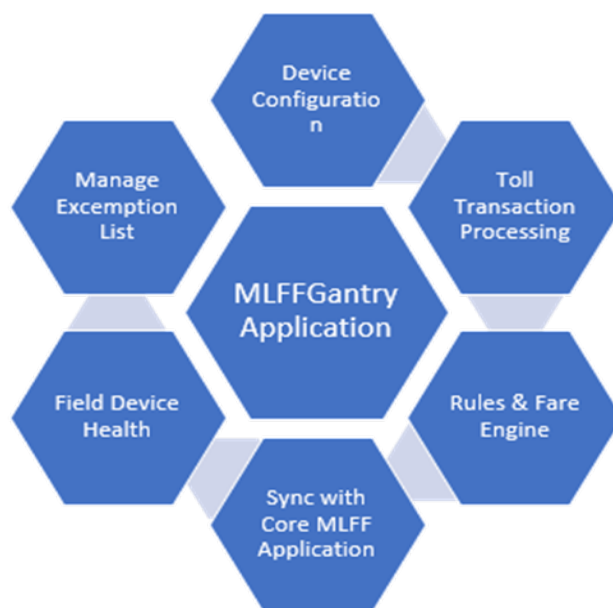 Device
Configuratio
n
Manage
Excemption
List
Toll
Transaction
Processing
MLFFGantry
Application
Field Device
Health
Rules & Fare
Engine
Sync with
Core MLFF
Application